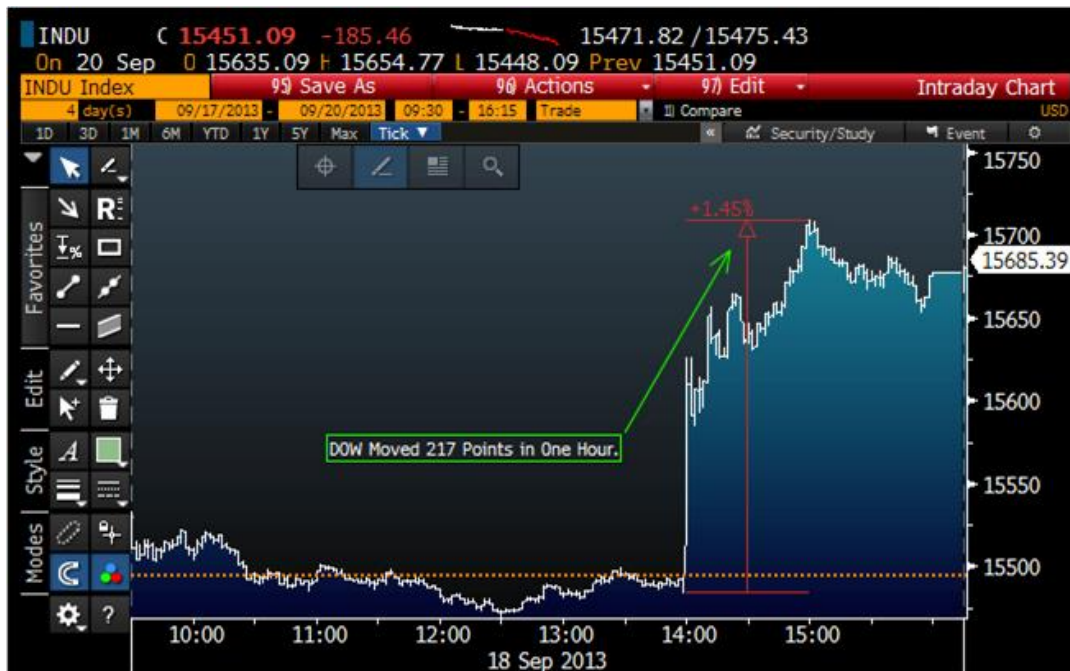 INDU C 15451.09 -185.46 15471.82 /15475.43
On 20 Sep O 15635.09 H 15654.77 L 15448.09 Prev 15451.09
INDU Index 95) Save As 96) Actions 97) Edit Intraday Chart
4 day(s) 09/17/2013 - 09/20/2013 09:30 - 16:15 Trade 11) Compare USD
1D 3D 1M 6M YTD 1Y 5Y Max Tick ▼ « Security/Study Event
Favorites
Edit
Style
Modes
R
%
A
?
+1.45%
DOW Moved 217 Points in One Hour.
15750
15700
15685.39
15650
15600
15550
15500
10:00 11:00 12:00 13:00 14:00 15:00
18 Sep 2013